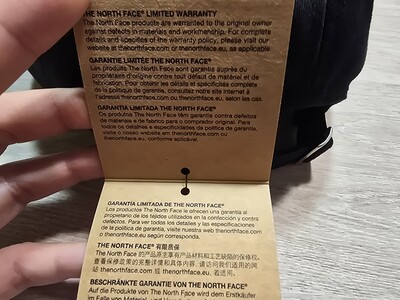 THE NORTH FACE® LIMITED WARRANTY
The North Face products are warranted to the original owner
against defects in materials and workmanship. For complete
details and specifics of the warranty policy, please visit our
website at thenorthface.com or thenorthface.eu, as applicable.
GARANTIE LIMITÉE THE NORTH FACE®
Les produits The North Face sont garantis auprès du
propriétaire d'origine contre tout défaut de matériel et de
fabrication. Pour obtenir les détails et spécificités complets
de la politique de garantie, consultez notre site internet à
l'adresse thenorthface.com ou thenorthface.eu, selon les cas.
GARANTIA LIMITADA THE NORTH FACE®
Os produtos The North Face têm garantia contra defeitos
de materiais e de fabrico para o comprador original. Para
todos os detalhes e especificidades da política de garantia,
visite o nosso website em thenorthface.com ou
thenorthface.eu, conforme aplicável.
GARANTÍA LIMITADA DE THE NORTH FACE®
Los productos The North Face le ofrecen una garantía al
propietario de los tejidos utilizados en la confección y contra
defectos. Para ver todos los detalles y las especificaciones
de la política de garantía, visite nuestra web thenorthface.com
o thenorthface.eu según corresponda.
THE NORTH FACE® 有限质保
The North Face 的产品原主享有产品材料和工艺缺陷的保修权,
查看保修政策的完整详情和具体内容, 请访问我们适用的网
站 thenorthface.com 或 thenorthface.eu, 若适用。
BESCHRÄNKTE GARANTIE VON THE NORTH FACE®
Auf die Produkte von The North Face wird dem Erstkäufer
im Falle von Material- und